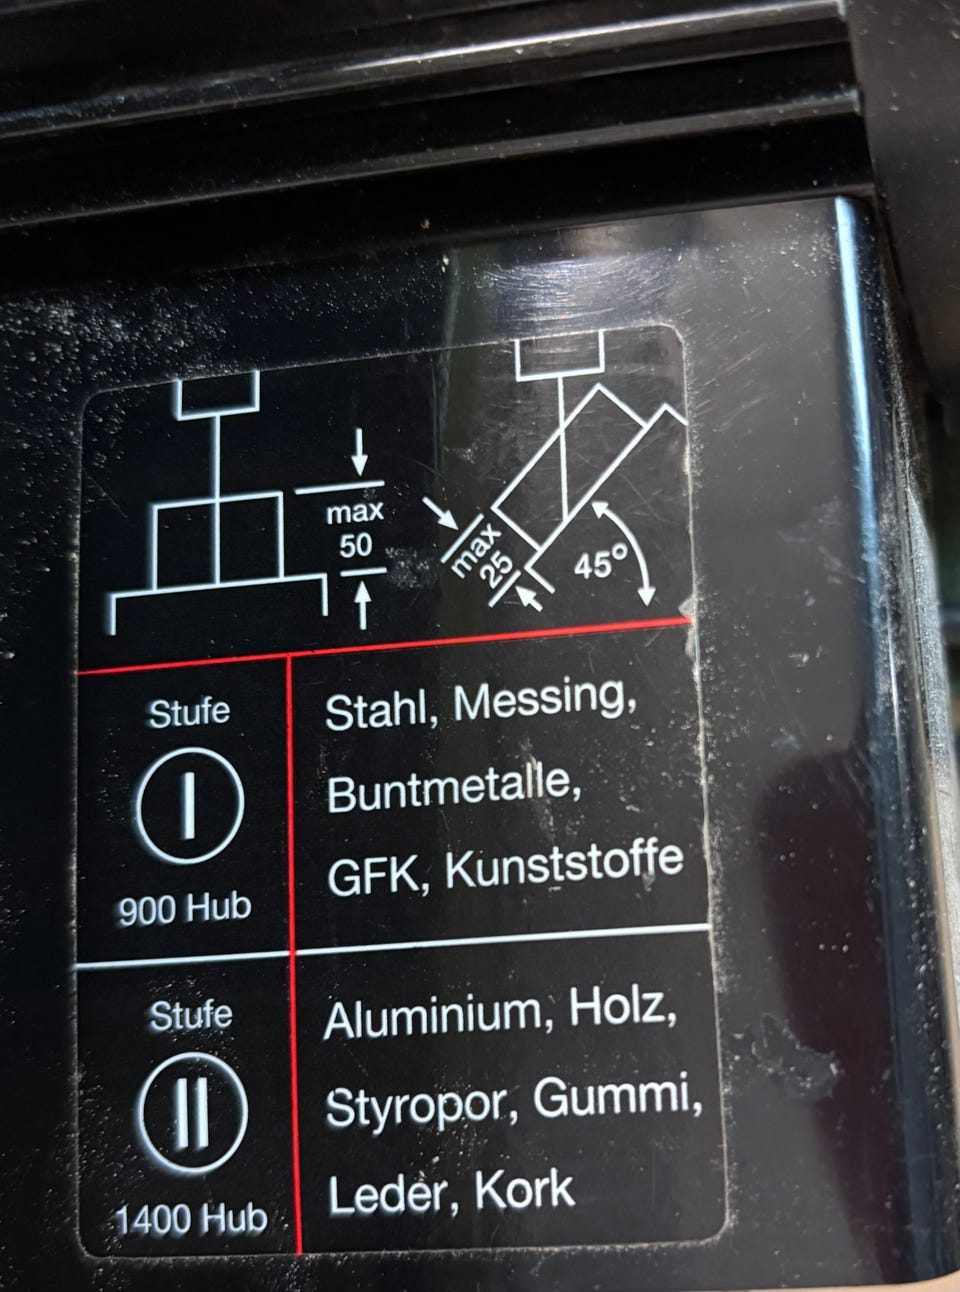 max
50
max
25
45°
Stufe
I
900 Hub
Stahl, Messing,
Buntmetalle,
GFK, Kunststoffe
Stufe
II
1400 Hub
Aluminium, Holz,
Styropor, Gummi,
Leder, Kork